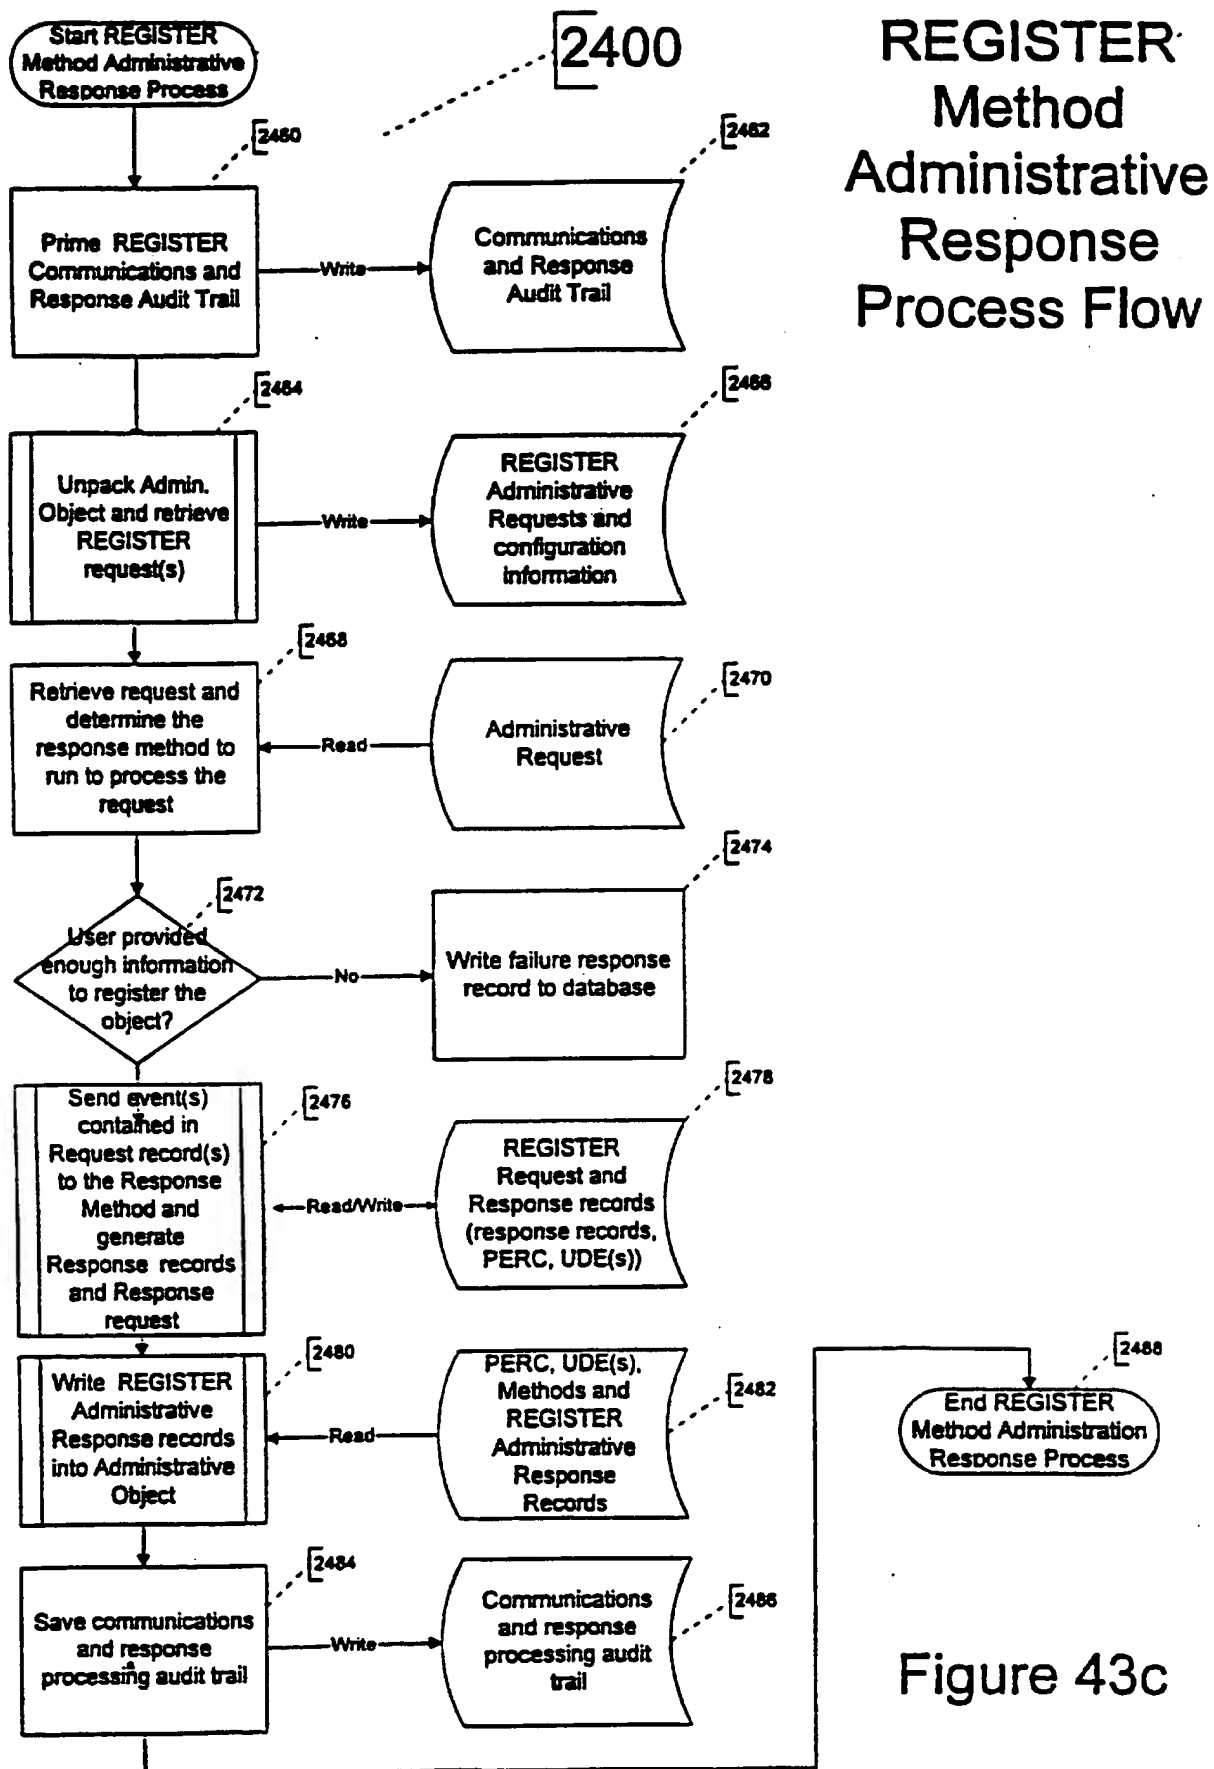 Start REGISTER
Method Administrative
Response Process
2400
REGISTER
Method
Administrative
Response
Process Flow
2460
2462
Prime REGISTER
Communications and
Response Audit Trail
Write
Communications
and Response
Audit Trail
2464
2466
Unpack Admin.
Object and retrieve
REGISTER
request(s)
Write
REGISTER
Administrative
Requests and
configuration
information
2468
2470
Retrieve request and
determine the
response method to
run to process the
request
Read
Administrative
Request
2472
2474
User provided
enough information
to register the
object?
No
Write failure response
record to database
2476
2478
Send event(s)
contained in
Request record(s)
to the Response
Method and
generate
Response records
and Response
request
Read/Write
REGISTER
Request and
Response records
(response records,
PERC, UDE(s))
2480
2482
Write REGISTER
Administrative
Response records
into Administrative
Object
Read
PERC, UDE(s),
Methods and
REGISTER
Administrative
Response
Records
2488
End REGISTER
Method Administration
Response Process
2484
2486
Save communications
and response
processing audit trail
Write
Communications
and response
processing audit
trail
Figure 43c